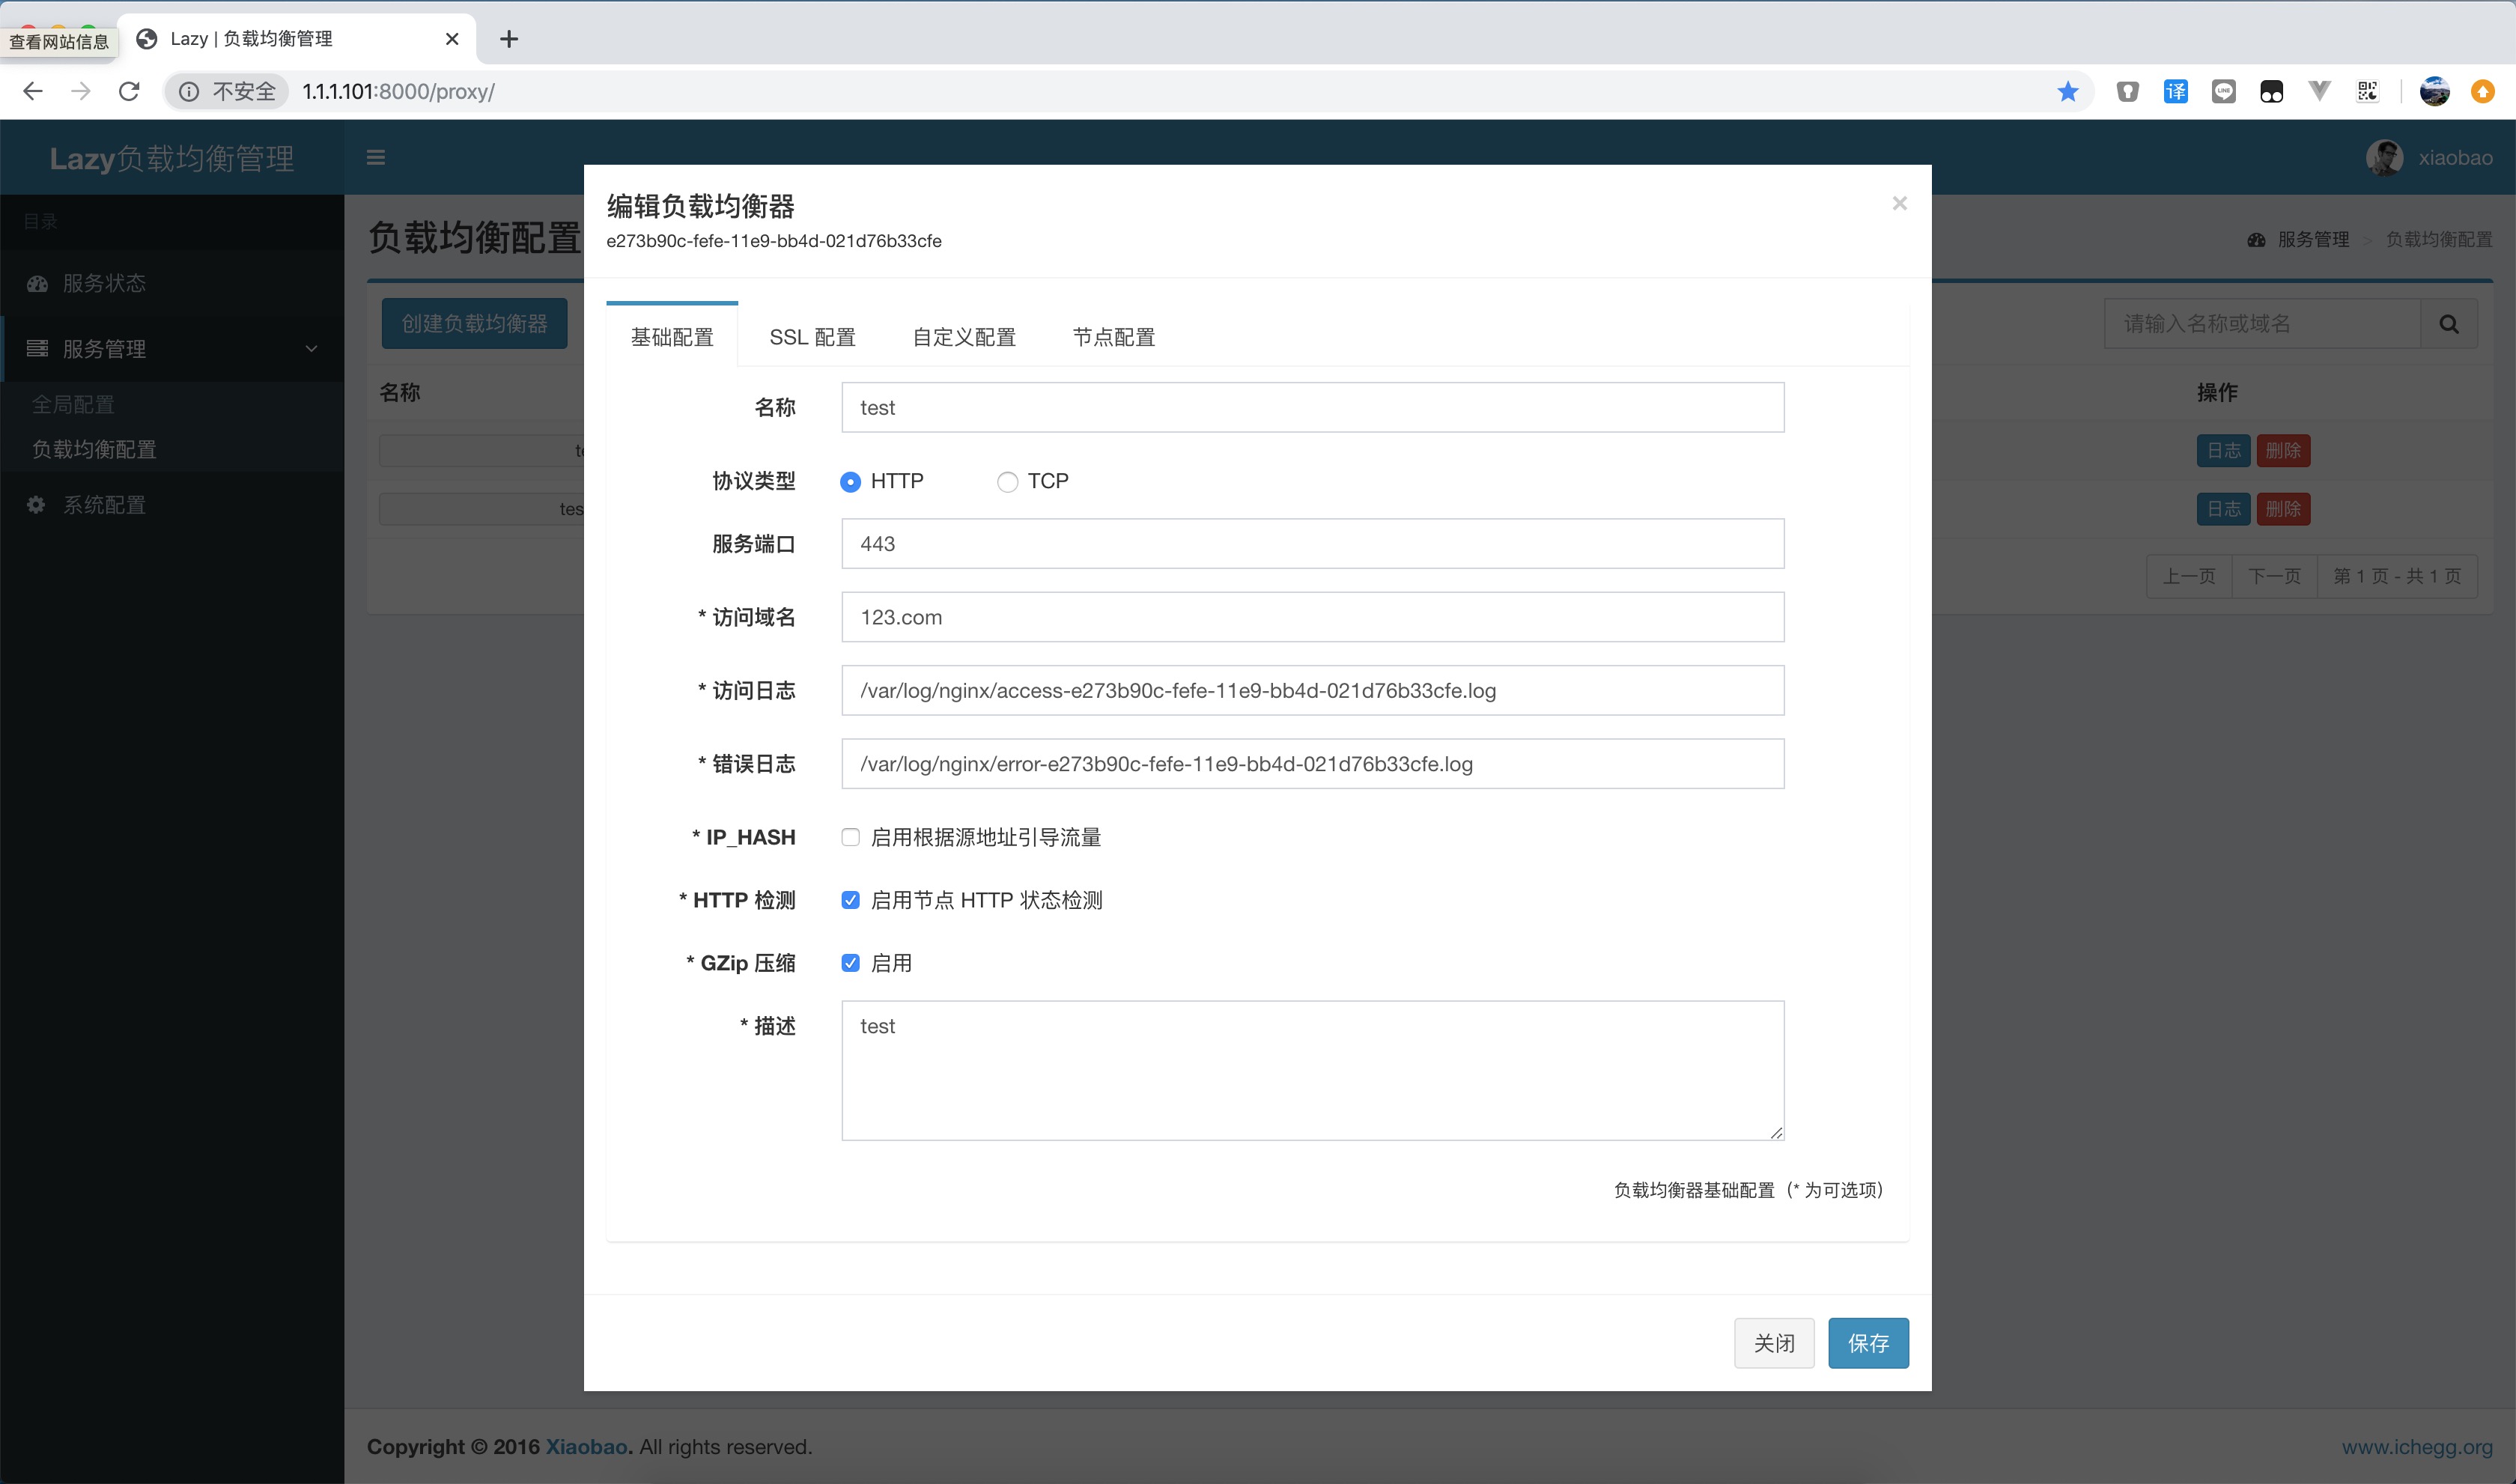 查看网站信息
Lazy | 负载均衡管理
不安全
1.1.1.101:8000/proxy/
译
LINE
Lazy负载均衡管理
xiaobao
目录
服务状态
服务管理
全局配置
负载均衡配置
系统配置
负载均衡配置
服务管理 > 负载均衡配置
创建负载均衡器
请输入名称或域名
名称
操作
te
日志 删除
tes
日志 删除
上一页 下一页 第 1 页 - 共 1 页
编辑负载均衡器
×
e273b90c-fefe-11e9-bb4d-021d76b33cfe
基础配置 SSL 配置 自定义配置 节点配置
名称 test
协议类型 HTTP TCP
服务端口 443
* 访问域名 123.com
* 访问日志 /var/log/nginx/access-e273b90c-fefe-11e9-bb4d-021d76b33cfe.log
* 错误日志 /var/log/nginx/error-e273b90c-fefe-11e9-bb4d-021d76b33cfe.log
* IP_HASH 启用根据源地址引导流量
* HTTP 检测 启用节点 HTTP 状态检测
* GZip 压缩 启用
* 描述 test
负载均衡器基础配置（* 为可选项）
关闭 保存
Copyright © 2016 Xiaobao. All rights reserved.
www.ichegg.org